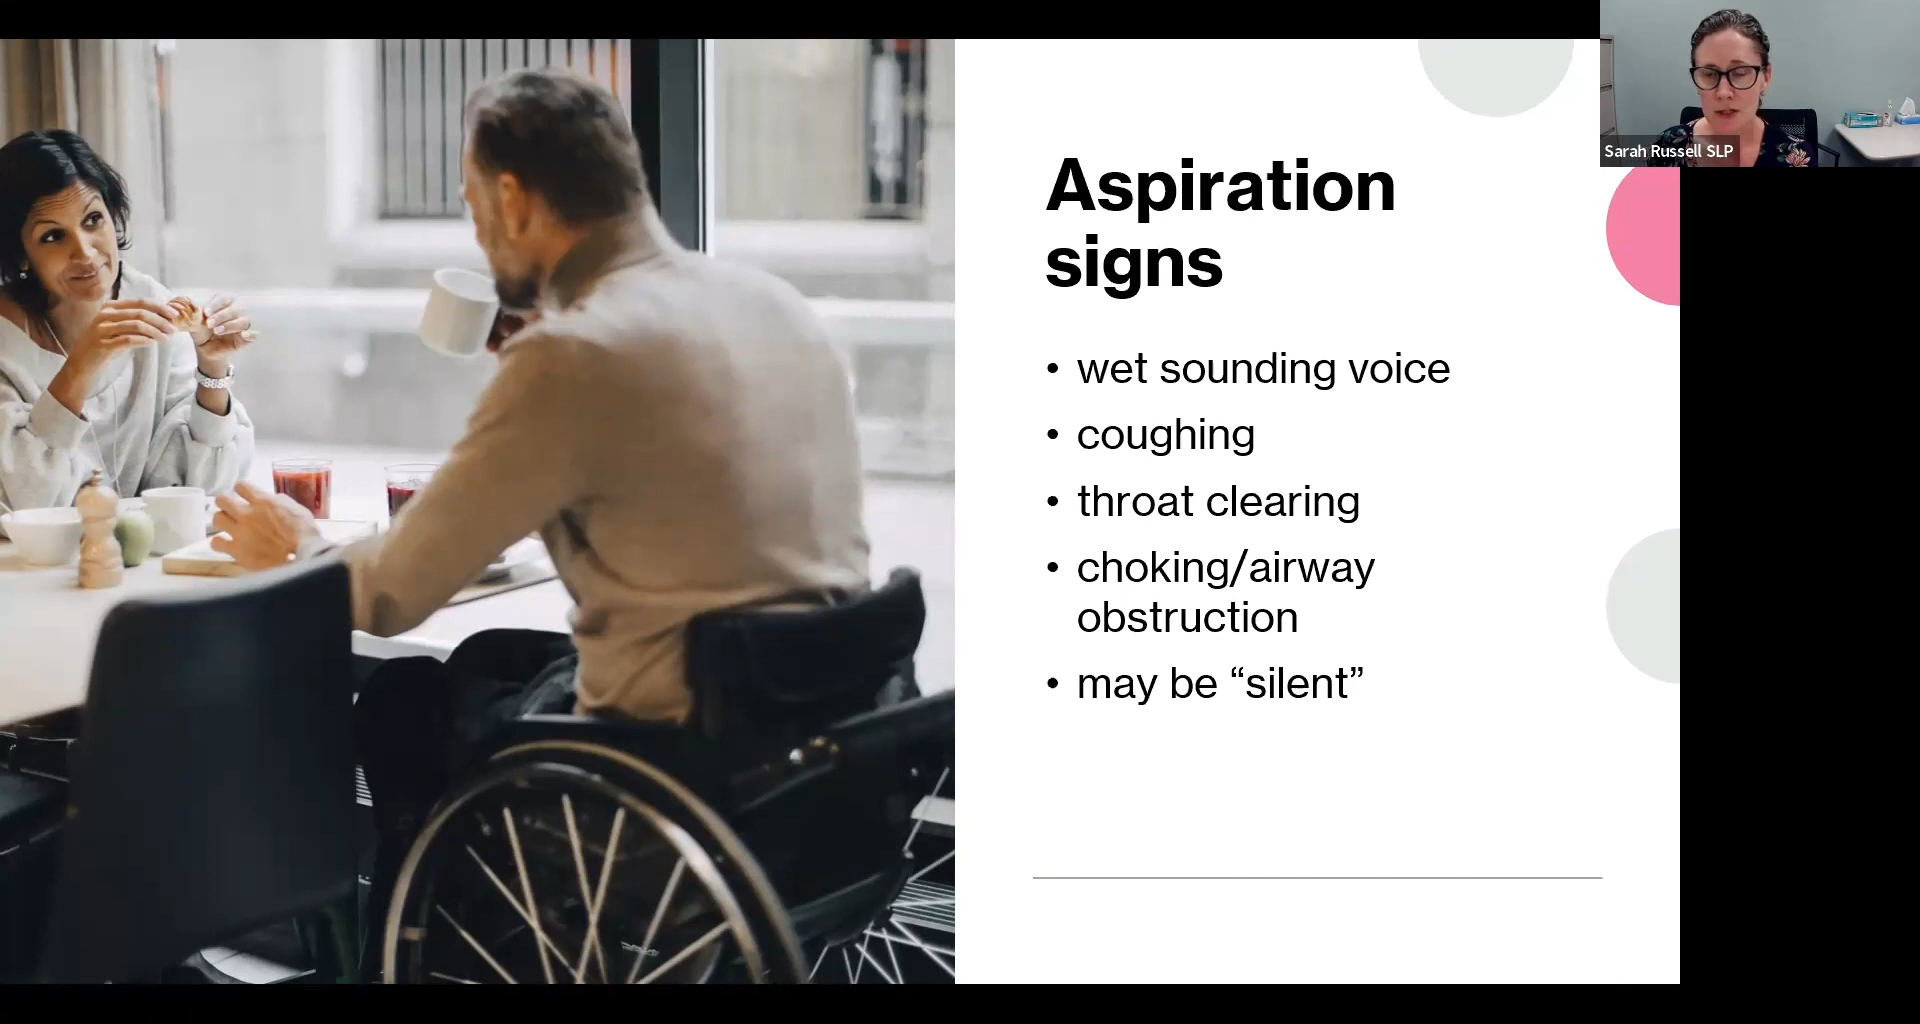 Sarah Russell SLP
Aspiration
signs
• wet sounding voice
• coughing
• throat clearing
• choking/airway
obstruction
• may be “silent”